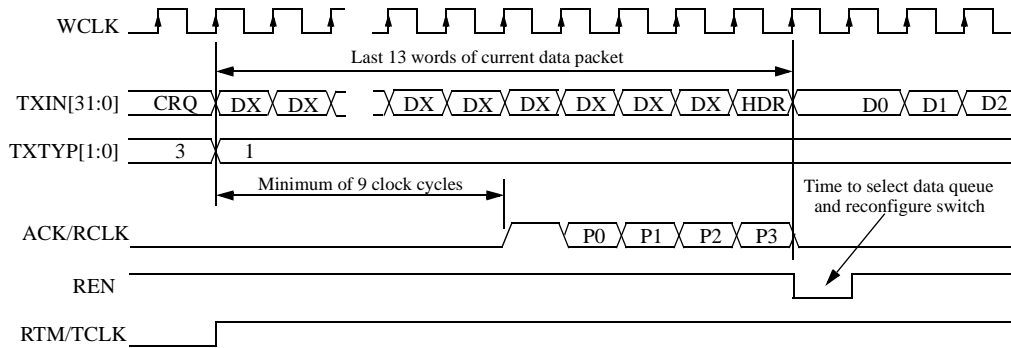 WCLK
Last 13 words of current data packet
TXIN[31:0] CRQ DX DX DX DX DX DX DX DX HDR D0 D1 D2
TXTYP[1:0] 3 1
Minimum of 9 clock cycles
Time to select data queue
and reconfigure switch
ACK/RCLK P0 P1 P2 P3
REN
RTM/TCLK